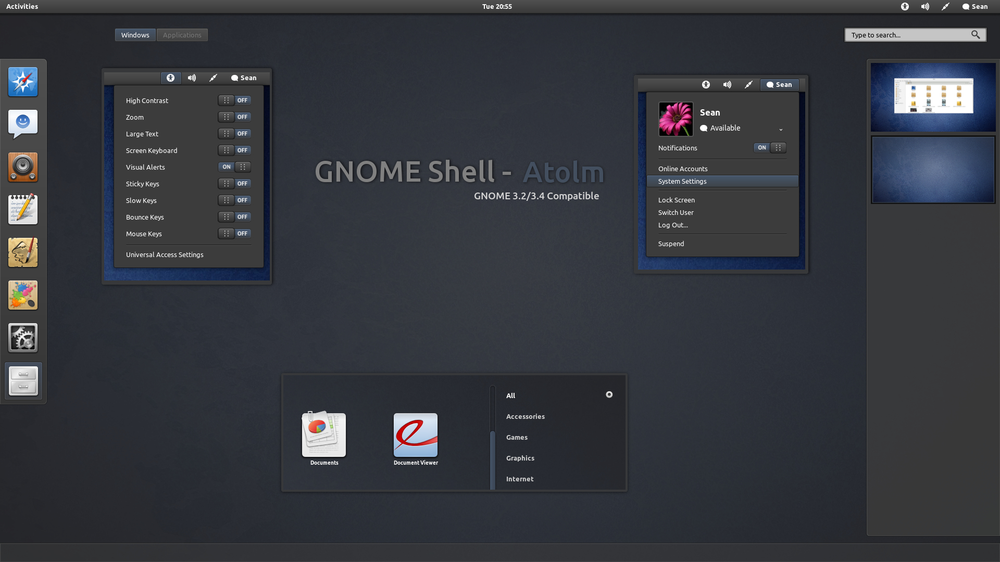 Activities
Tue 20:55
Sean
Windows
Applications
Type to search...
Sean
High Contrast OFF
Zoom OFF
Large Text OFF
Screen Keyboard OFF
Visual Alerts ON
Sticky Keys OFF
Slow Keys OFF
Bounce Keys OFF
Mouse Keys OFF
Universal Access Settings
GNOME Shell - Atolm
GNOME 3.2/3.4 Compatible
Sean
Sean
Available
Notifications ON
Online Accounts
System Settings
Lock Screen
Switch User
Log Out...
Suspend
Documents
Document Viewer
All
Accessories
Games
Graphics
Internet